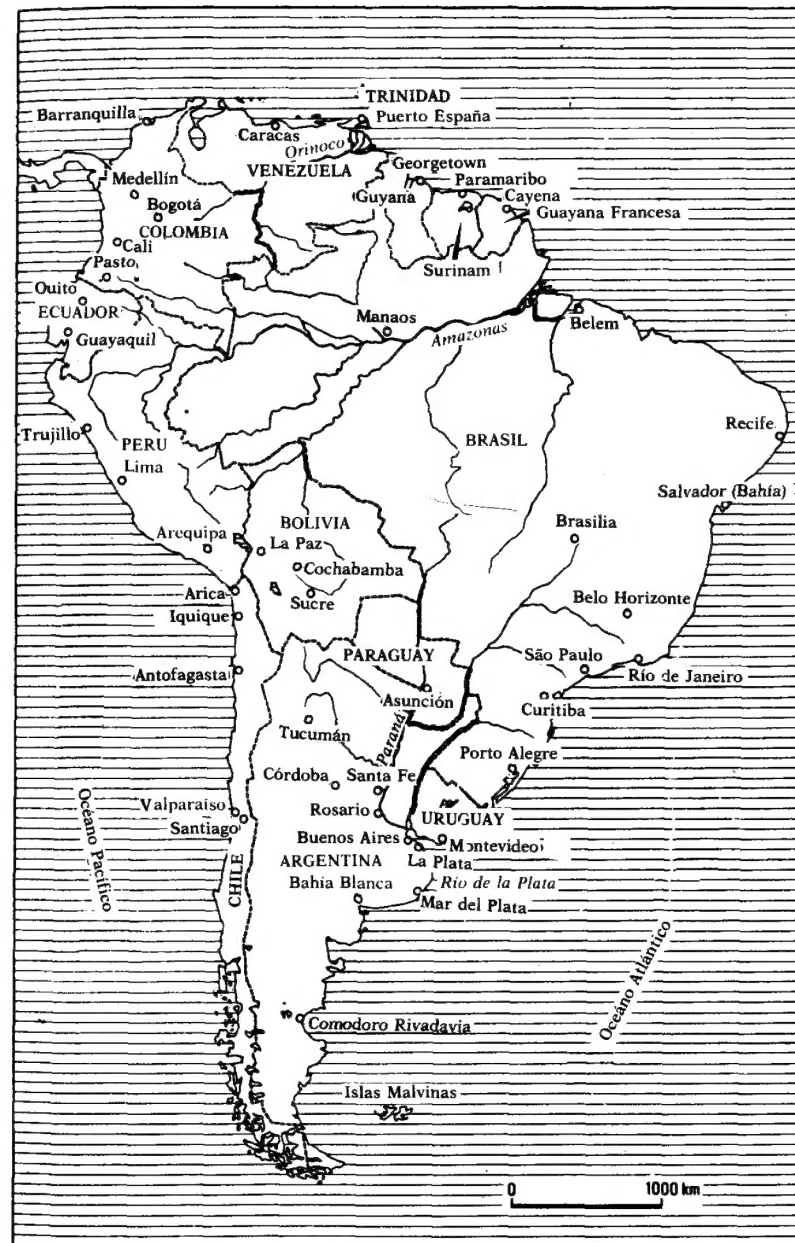 TRINIDAD
Barranquilla
Puerto España
Caracas
Orinoco
VENEZUELA
Georgetown
Medellín
Paramaribo
Guyana
Cayena
Bogotá
Guayana Francesa
COLOMBIA
Cali
Pasto
Surinam
Quito
ECUADOR
Manaos
Belem
Guayaquil
Amazonas
Trujillo
PERU
BRASIL
Recife
Lima
Salvador (Bahía)
BOLIVIA
Brasilia
Arequipa
La Paz
Cochabamba
Arica
Sucre
Belo Horizonte
Iquique
PARAGUAY
São Paulo
Antofagasta
Río de Janeiro
Asunción
Curitiba
Tucumán
Paraná
Porto Alegre
Córdoba
Santa Fe
Océano Pacífico
Valparaíso
Rosario
URUGUAY
Santiago
Buenos Aires
Montevideo
CHILE
ARGENTINA
La Plata
Bahía Blanca
Río de la Plata
Mar del Plata
Océano Atlántico
Comodoro Rivadavia
Islas Malvinas
0 1000 km